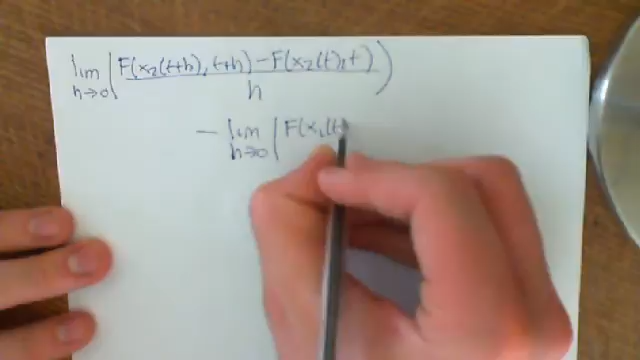 lim h→0 ( F(x₂(t+h), t+h) − F(x₂(t), t) / h )
− lim h→0 ( F(x₁(t